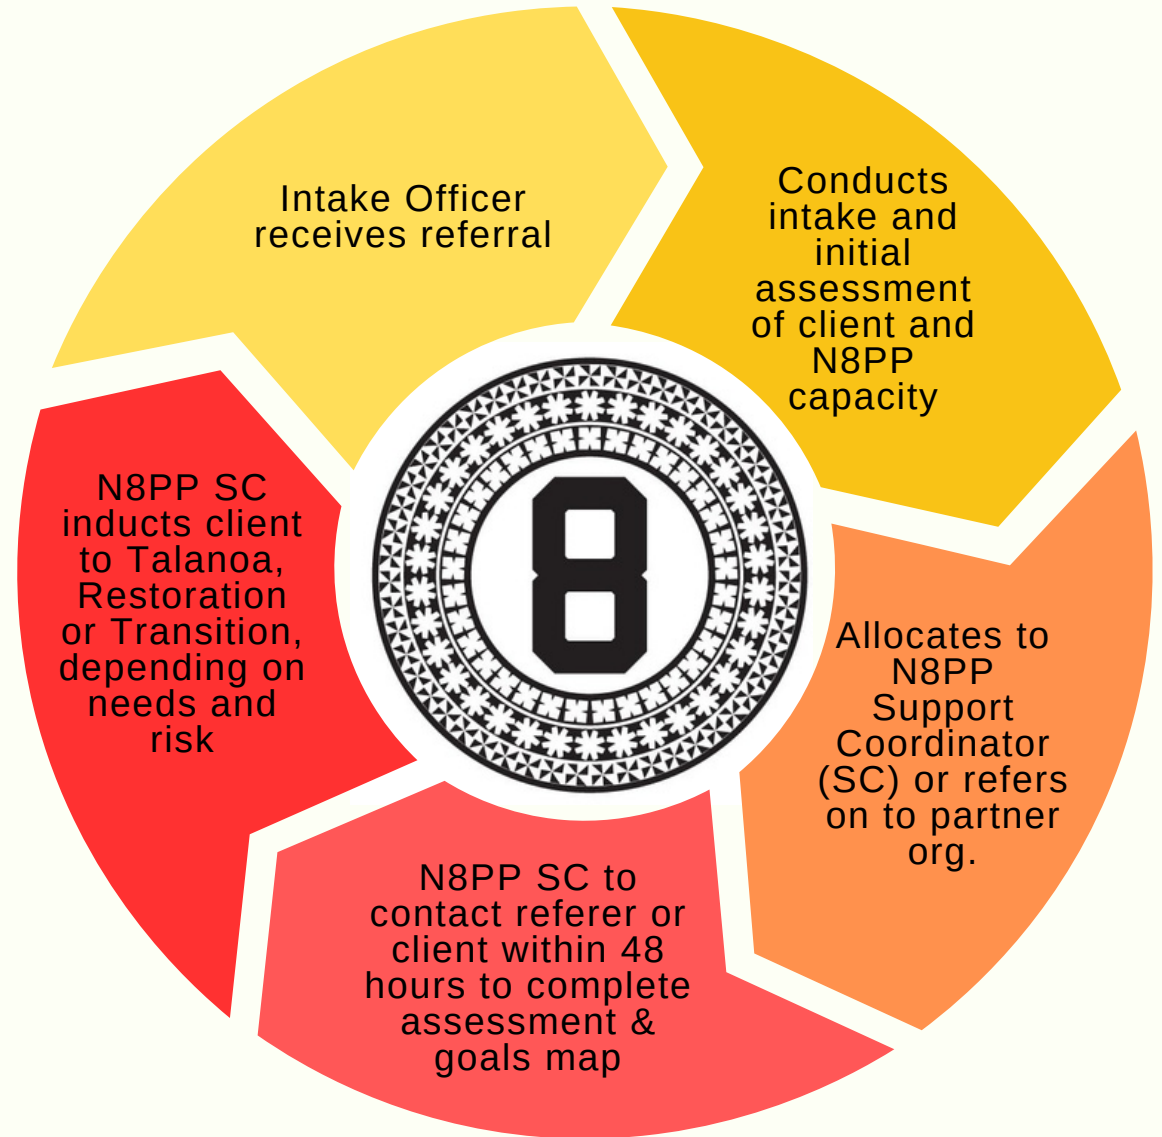 Intake Officer
receives referral
Conducts
intake and
initial
assessment
of client and
N8PP
capacity
Allocates to
N8PP
Support
Coordinator
(SC) or refers
on to partner
org.
N8PP SC to
contact referer or
client within 48
hours to complete
assessment &
goals map
N8PP SC
inducts client
to Talanoa,
Restoration
or Transition,
depending on
needs and
risk
8